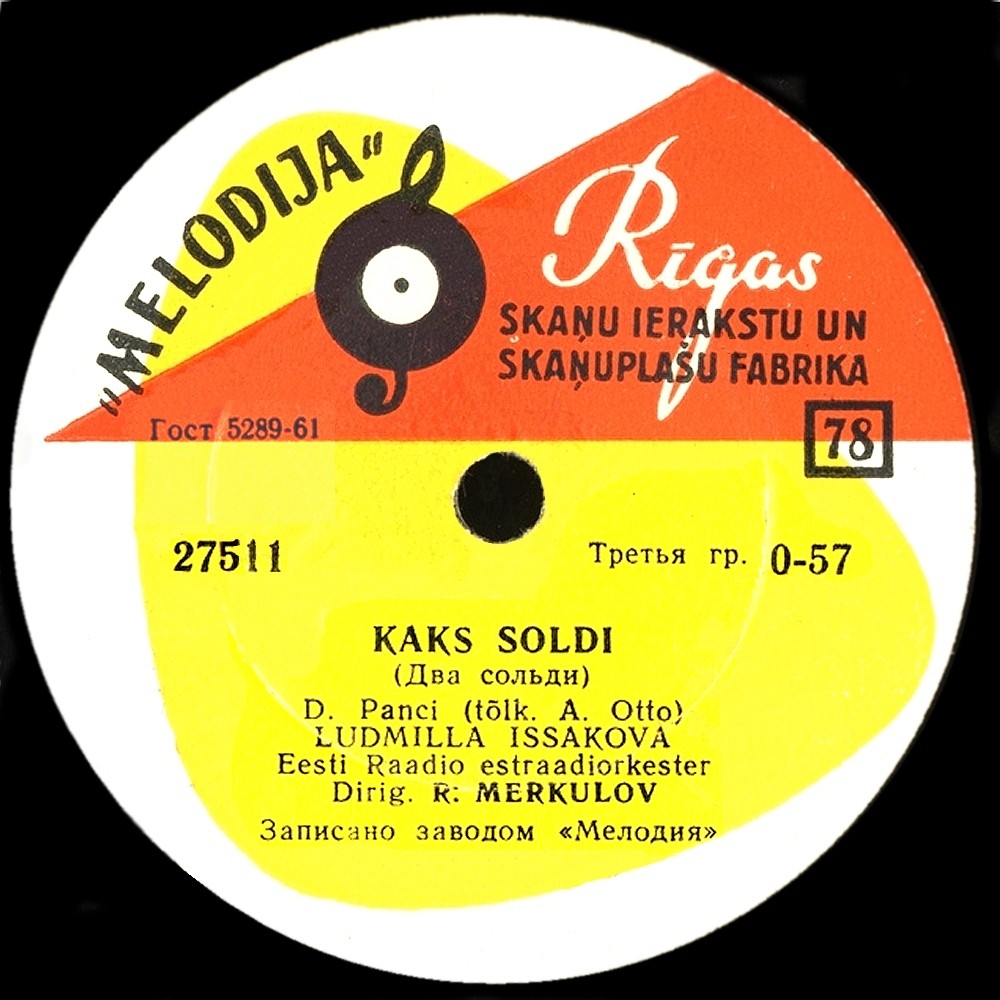 "MELODIJA"
Rīgas
SKAŅU IERAKSTU UN
SKAŅUPLAŠU FABRIKA
Гост 5289-61
78
27511
Третья гр. 0-57
KAKS SOLDI
(Два сольди)
D. Panci (tõlk. A. Otto)
LUDMILLA ISSAKOVA
Eesti Raadio estraadiorkester
Dirig. R. MERKULOV
Записано заводом «Мелодия»